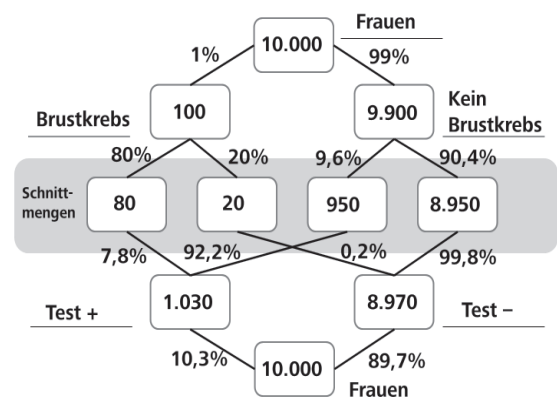 Frauen
10.000
1% 99%
100 9.900
Brustkrebs Kein
Brustkrebs
80% 20% 9,6% 90,4%
Schnitt-
mengen
80 20 950 8.950
7,8% 92,2% 0,2% 99,8%
1.030 8.970
Test + Test –
10,3% 10.000 89,7%
Frauen